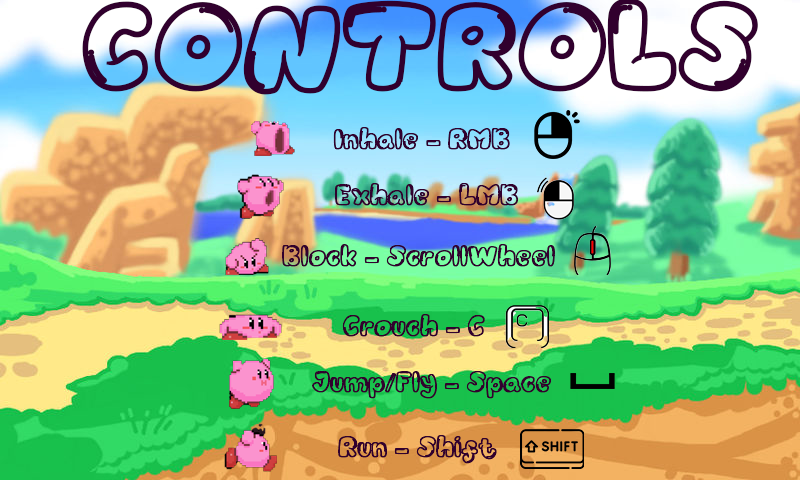 CONTROLS
Inhale - RMB
Exhale - LMB
Block - ScrollWheel
Crouch - C
C
Jump/Fly - Space
Run - Shift
SHIFT